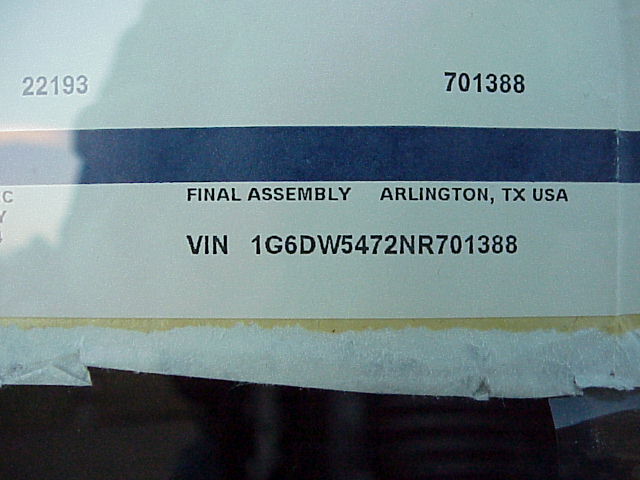 22193 701388
C FINAL ASSEMBLY ARLINGTON, TX USA
Y
VIN 1G6DW5472NR701388